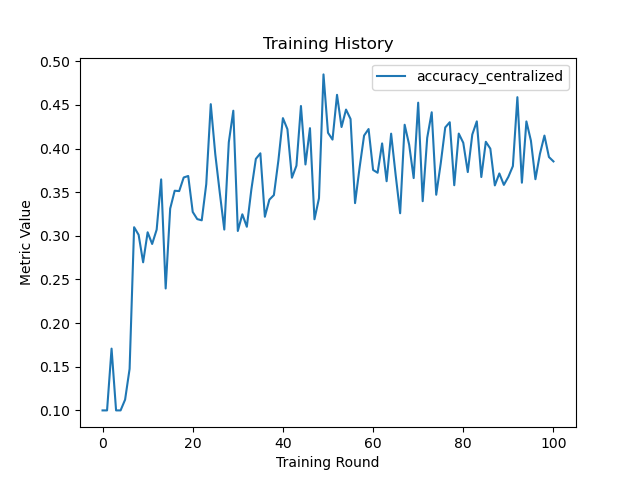 Training History
accuracy_centralized
Metric Value
0.50
0.45
0.40
0.35
0.30
0.25
0.20
0.15
0.10
0 20 40 60 80 100
Training Round